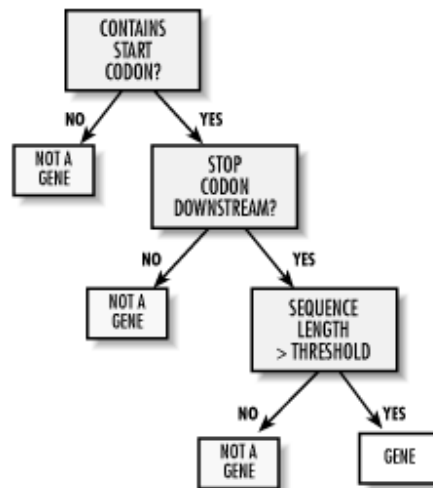 CONTAINS
START
CODON?
NO
YES
NOT A
GENE
STOP
CODON
DOWNSTREAM?
NO
YES
NOT A
GENE
SEQUENCE
LENGTH
> THRESHOLD
NO
YES
NOT A
GENE
GENE